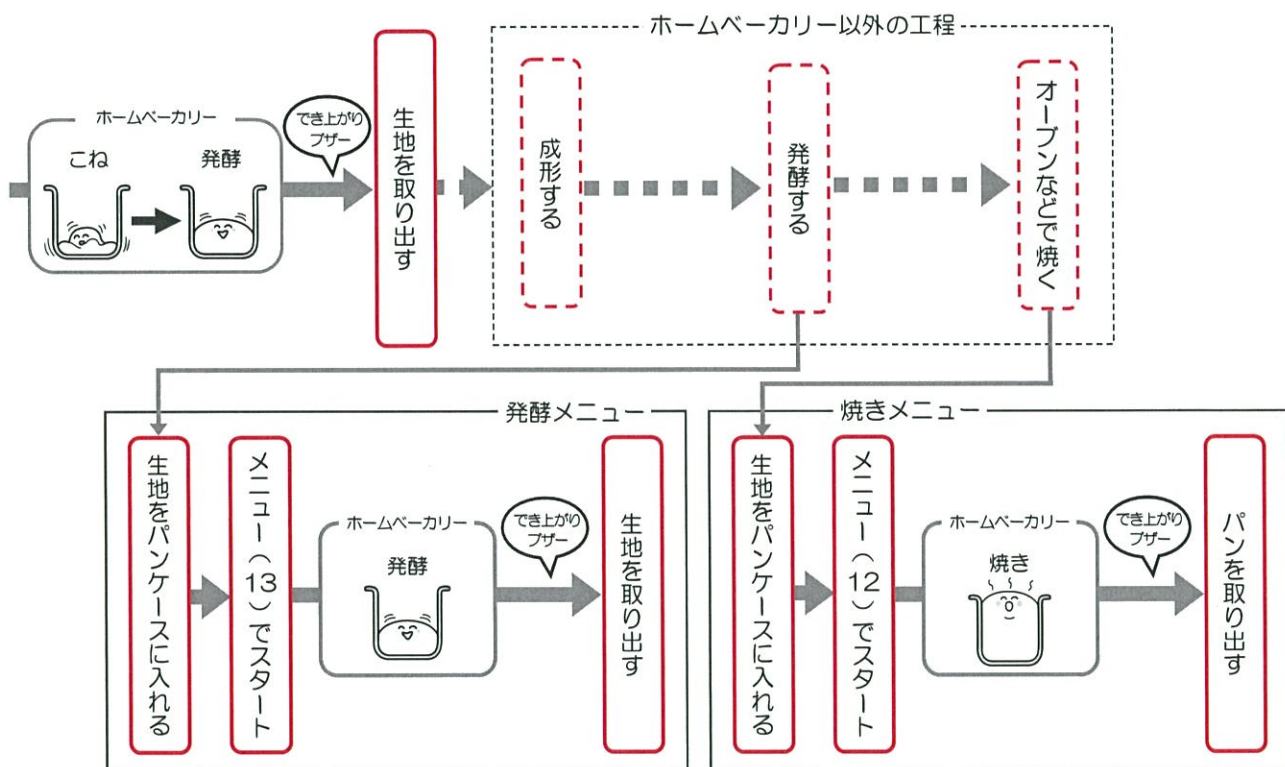 ホームベーカリー以外の工程
ホームベーカリー
こね
発酵
でき上がり
ブザー
生地を取り出す
成形する
発酵する
オーブンなどで焼く
発酵メニュー
生地をパンケースに入れる
メニュー（13）でスタート
ホームベーカリー
発酵
でき上がり
ブザー
生地を取り出す
焼きメニュー
生地をパンケースに入れる
メニュー（12）でスタート
ホームベーカリー
焼き
でき上がり
ブザー
パンを取り出す